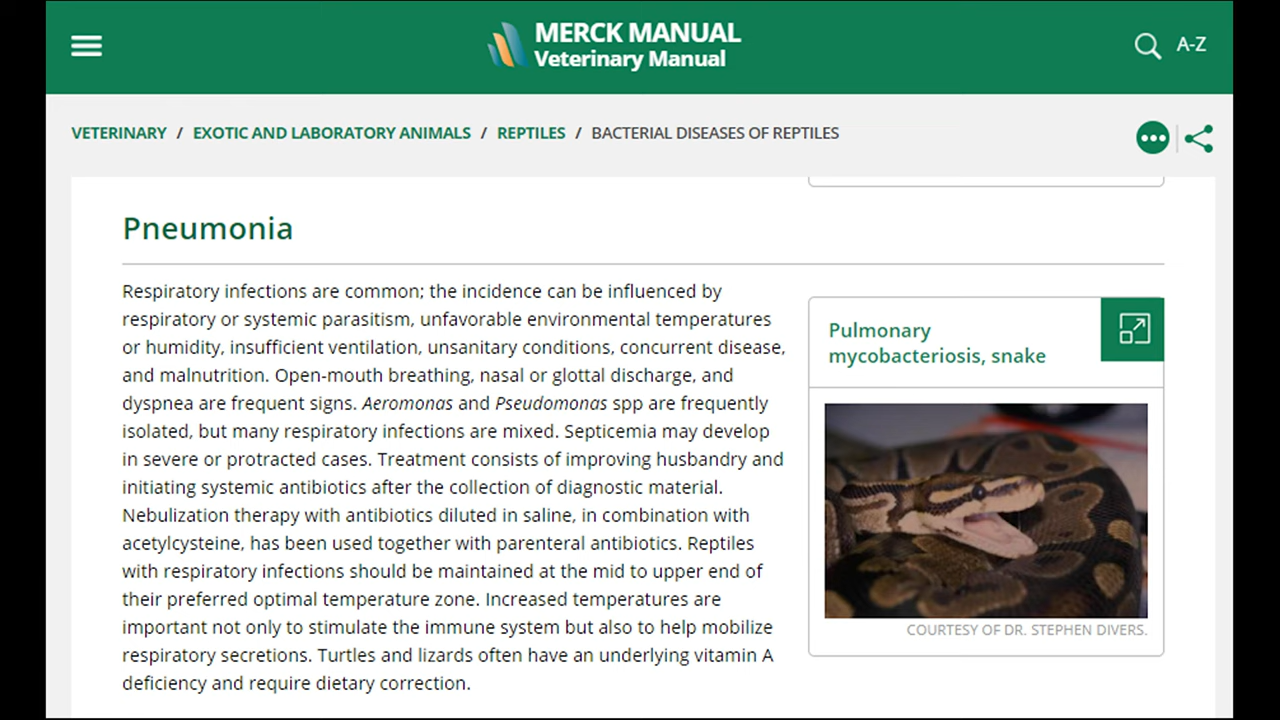 MERCK MANUAL
Veterinary Manual
A-Z
VETERINARY / EXOTIC AND LABORATORY ANIMALS / REPTILES / BACTERIAL DISEASES OF REPTILES
Pneumonia
Respiratory infections are common; the incidence can be influenced by
respiratory or systemic parasitism, unfavorable environmental temperatures
or humidity, insufficient ventilation, unsanitary conditions, concurrent disease,
and malnutrition. Open-mouth breathing, nasal or glottal discharge, and
dyspnea are frequent signs. Aeromonas and Pseudomonas spp are frequently
isolated, but many respiratory infections are mixed. Septicemia may develop
in severe or protracted cases. Treatment consists of improving husbandry and
initiating systemic antibiotics after the collection of diagnostic material.
Nebulization therapy with antibiotics diluted in saline, in combination with
acetylcysteine, has been used together with parenteral antibiotics. Reptiles
with respiratory infections should be maintained at the mid to upper end of
their preferred optimal temperature zone. Increased temperatures are
important not only to stimulate the immune system but also to help mobilize
respiratory secretions. Turtles and lizards often have an underlying vitamin A
deficiency and require dietary correction.
Pulmonary
mycobacteriosis, snake
COURTESY OF DR. STEPHEN DIVERS.